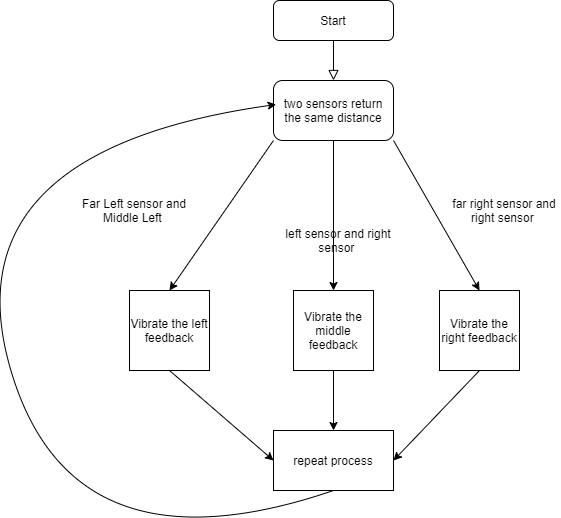 Start
two sensors return
the same distance
Far Left sensor and
Middle Left
left sensor and right
sensor
far right sensor and
right sensor
Vibrate the left
feedback
Vibrate the
middle
feedback
Vibrate the
right feedback
repeat process